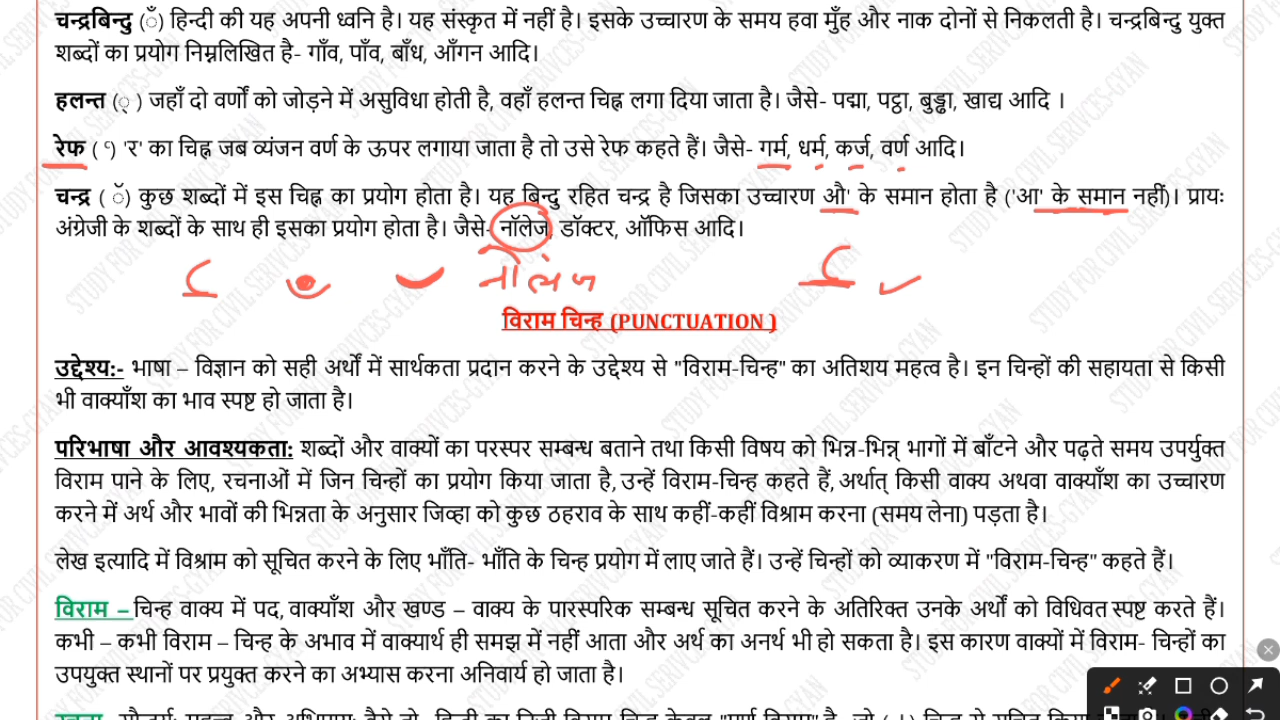 चन्द्रबिन्दु (ँ) हिन्दी की यह अपनी ध्वनि है। यह संस्कृत में नहीं है। इसके उच्चारण के समय हवा मुँह और नाक दोनों से निकलती है। चन्द्रबिन्दु युक्त
शब्दों का प्रयोग निम्नलिखित है- गाँव, पाँव, बाँध, आँगन आदि।
हलन्त (् ) जहाँ दो वर्णों को जोड़ने में असुविधा होती है, वहाँ हलन्त चिह्न लगा दिया जाता है। जैसे- पद्मा, पट्ठा, बुड्ढा, खाद्य आदि ।
रेफ ( र्) 'र' का चिह्न जब व्यंजन वर्ण के ऊपर लगाया जाता है तो उसे रेफ कहते हैं। जैसे- गर्म, धर्म, कर्ज, वर्ण आदि।
चन्द्र ( ॅ) कुछ शब्दों में इस चिह्न का प्रयोग होता है। यह बिन्दु रहित चन्द्र है जिसका उच्चारण औ' के समान होता है ('आ' के समान नहीं)। प्रायः
अंग्रेजी के शब्दों के साथ ही इसका प्रयोग होता है। जैसे- नॉलेज, डॉक्टर, ऑफिस आदि।
विराम चिन्ह (PUNCTUATION )
उद्देश्य:- भाषा – विज्ञान को सही अर्थों में सार्थकता प्रदान करने के उद्देश्य से "विराम-चिन्ह" का अतिशय महत्व है। इन चिन्हों की सहायता से किसी
भी वाक्याँश का भाव स्पष्ट हो जाता है।
परिभाषा और आवश्यकता: शब्दों और वाक्यों का परस्पर सम्बन्ध बताने तथा किसी विषय को भिन्न-भिन्न् भागों में बाँटने और पढ़ते समय उपर्युक्त
विराम पाने के लिए, रचनाओं में जिन चिन्हों का प्रयोग किया जाता है, उन्हें विराम-चिन्ह कहते हैं, अर्थात् किसी वाक्य अथवा वाक्याँश का उच्चारण
करने में अर्थ और भावों की भिन्नता के अनुसार जिव्हा को कुछ ठहराव के साथ कहीं-कहीं विश्राम करना (समय लेना) पड़ता है।
लेख इत्यादि में विश्राम को सूचित करने के लिए भाँति- भाँति के चिन्ह प्रयोग में लाए जाते हैं। उन्हें चिन्हों को व्याकरण में "विराम-चिन्ह" कहते हैं।
विराम – चिन्ह वाक्य में पद, वाक्याँश और खण्ड – वाक्य के पारस्परिक सम्बन्ध सूचित करने के अतिरिक्त उनके अर्थों को विधिवत स्पष्ट करते हैं।
कभी – कभी विराम – चिन्ह के अभाव में वाक्यार्थ ही समझ में नहीं आता और अर्थ का अनर्थ भी हो सकता है। इस कारण वाक्यों में विराम- चिन्हों का
उपयुक्त स्थानों पर प्रयुक्त करने का अभ्यास करना अनिवार्य हो जाता है।